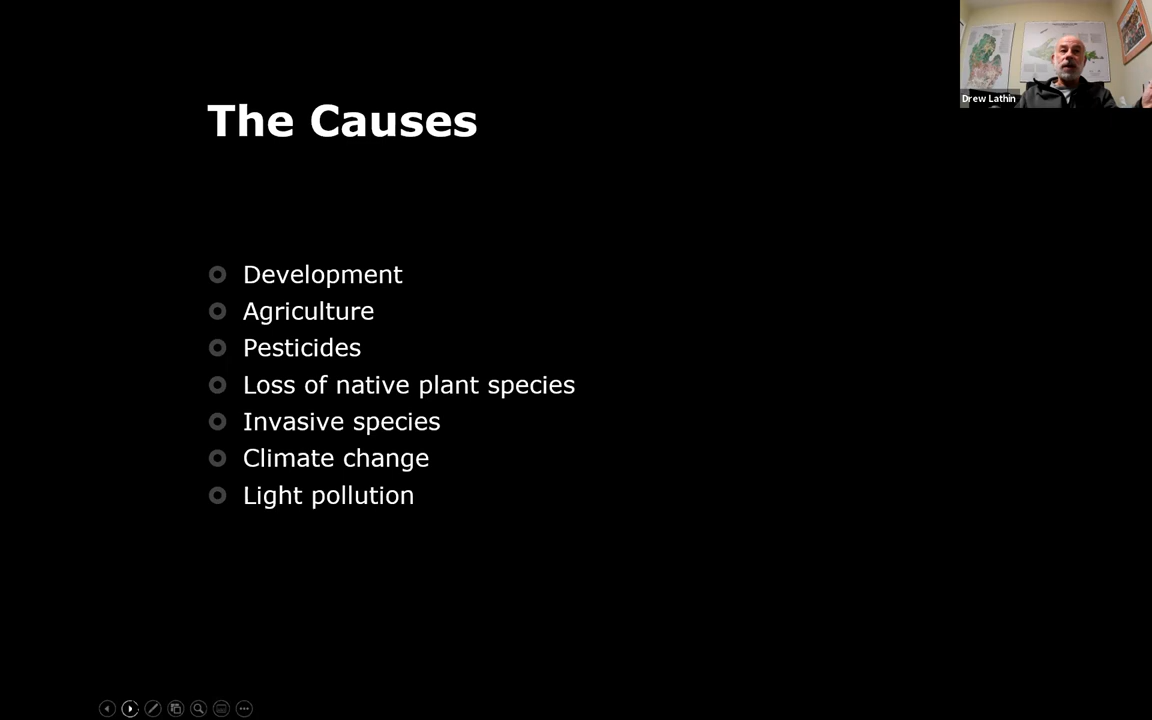 The Causes
Development
Agriculture
Pesticides
Loss of native plant species
Invasive species
Climate change
Light pollution
Drew Lathin